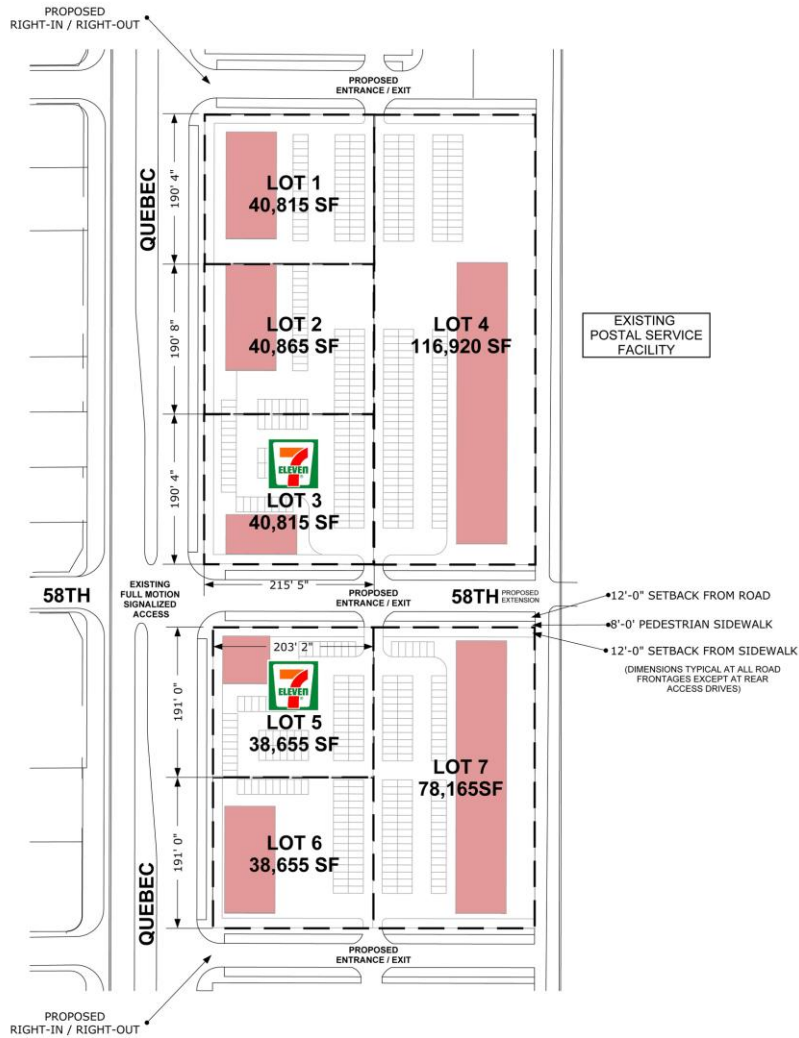 PROPOSED
RIGHT-IN / RIGHT-OUT
PROPOSED
ENTRANCE / EXIT
QUEBEC
190' 4"
LOT 1
40,815 SF
190' 8"
LOT 2
40,865 SF
LOT 4
116,920 SF
EXISTING
POSTAL SERVICE
FACILITY
190' 4"
7
ELEVEN
LOT 3
40,815 SF
58TH
EXISTING
FULL MOTION
SIGNALIZED
ACCESS
215' 5"
PROPOSED
ENTRANCE / EXIT
58TH PROPOSED
EXTENSION
12'-0" SETBACK FROM ROAD
8'-0' PEDESTRIAN SIDEWALK
12'-0" SETBACK FROM SIDEWALK
(DIMENSIONS TYPICAL AT ALL ROAD
FRONTAGES EXCEPT AT REAR
ACCESS DRIVES)
203' 2"
191' 0"
7
ELEVEN
LOT 5
38,655 SF
LOT 7
78,165SF
191' 0"
LOT 6
38,655 SF
QUEBEC
PROPOSED
ENTRANCE / EXIT
PROPOSED
RIGHT-IN / RIGHT-OUT